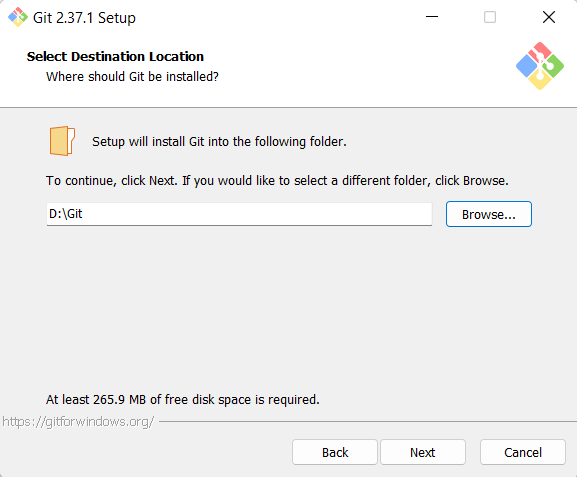 Git 2.37.1 Setup
Select Destination Location
Where should Git be installed?
Setup will install Git into the following folder.
To continue, click Next. If you would like to select a different folder, click Browse.
D:\Git
Browse...
At least 265.9 MB of free disk space is required.
https://gitforwindows.org/
Back
Next
Cancel